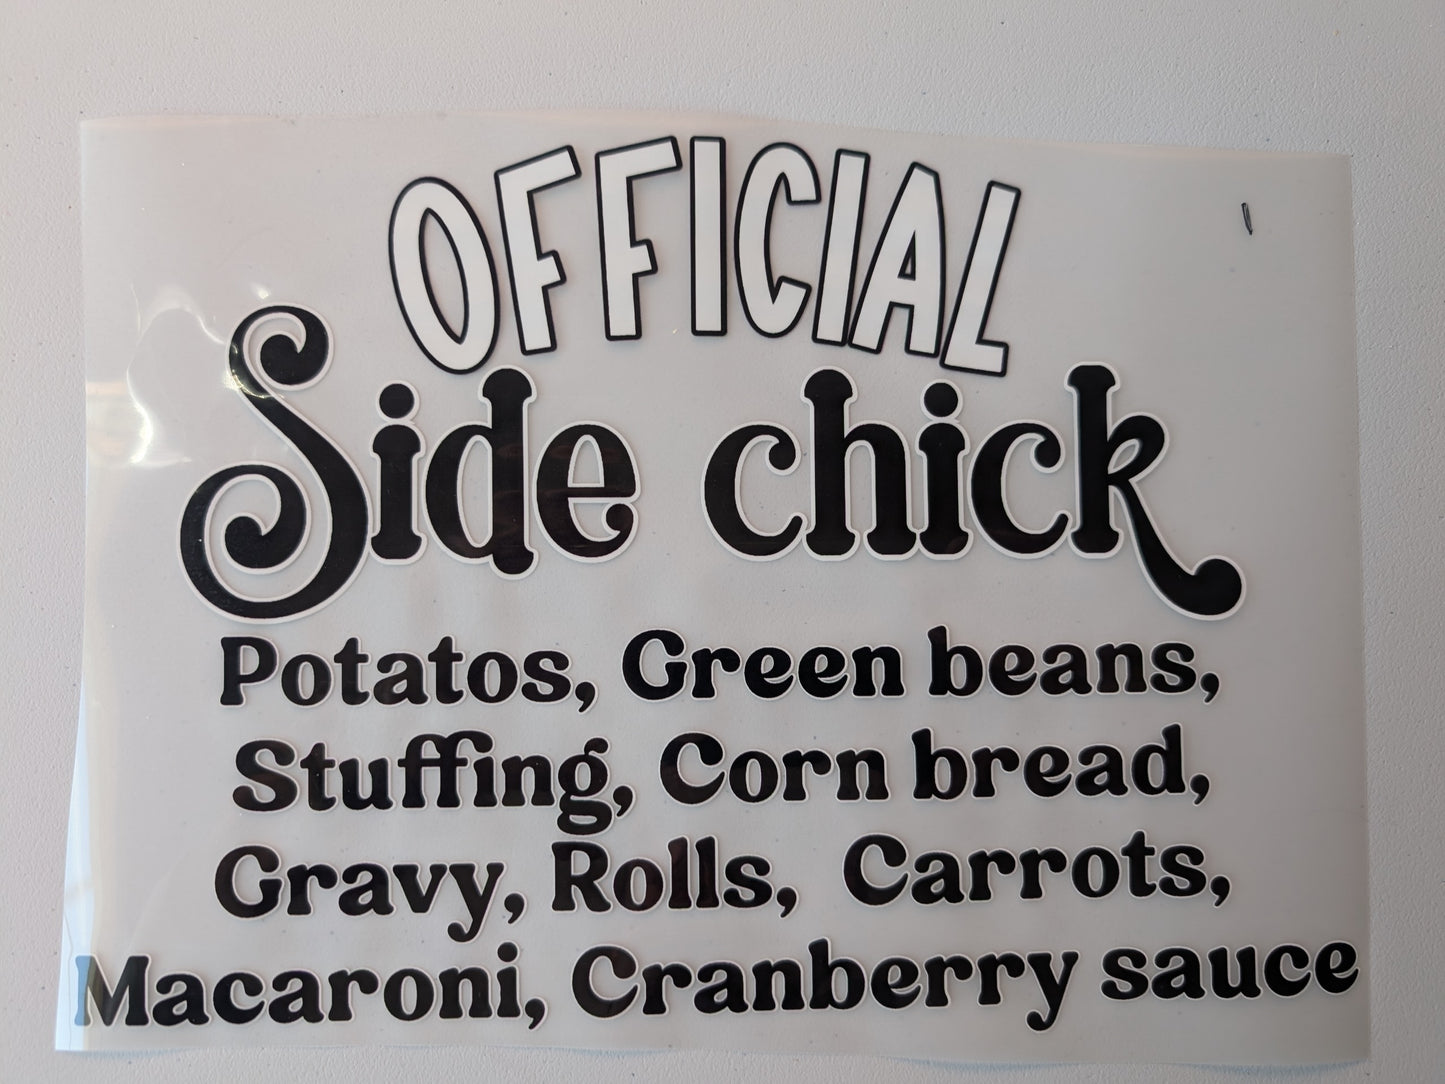 OFFICIAL
Side chick
Potatos, Green beans,
Stuffing, Corn bread,
Gravy, Rolls, Carrots,
Macaroni, Cranberry sauce